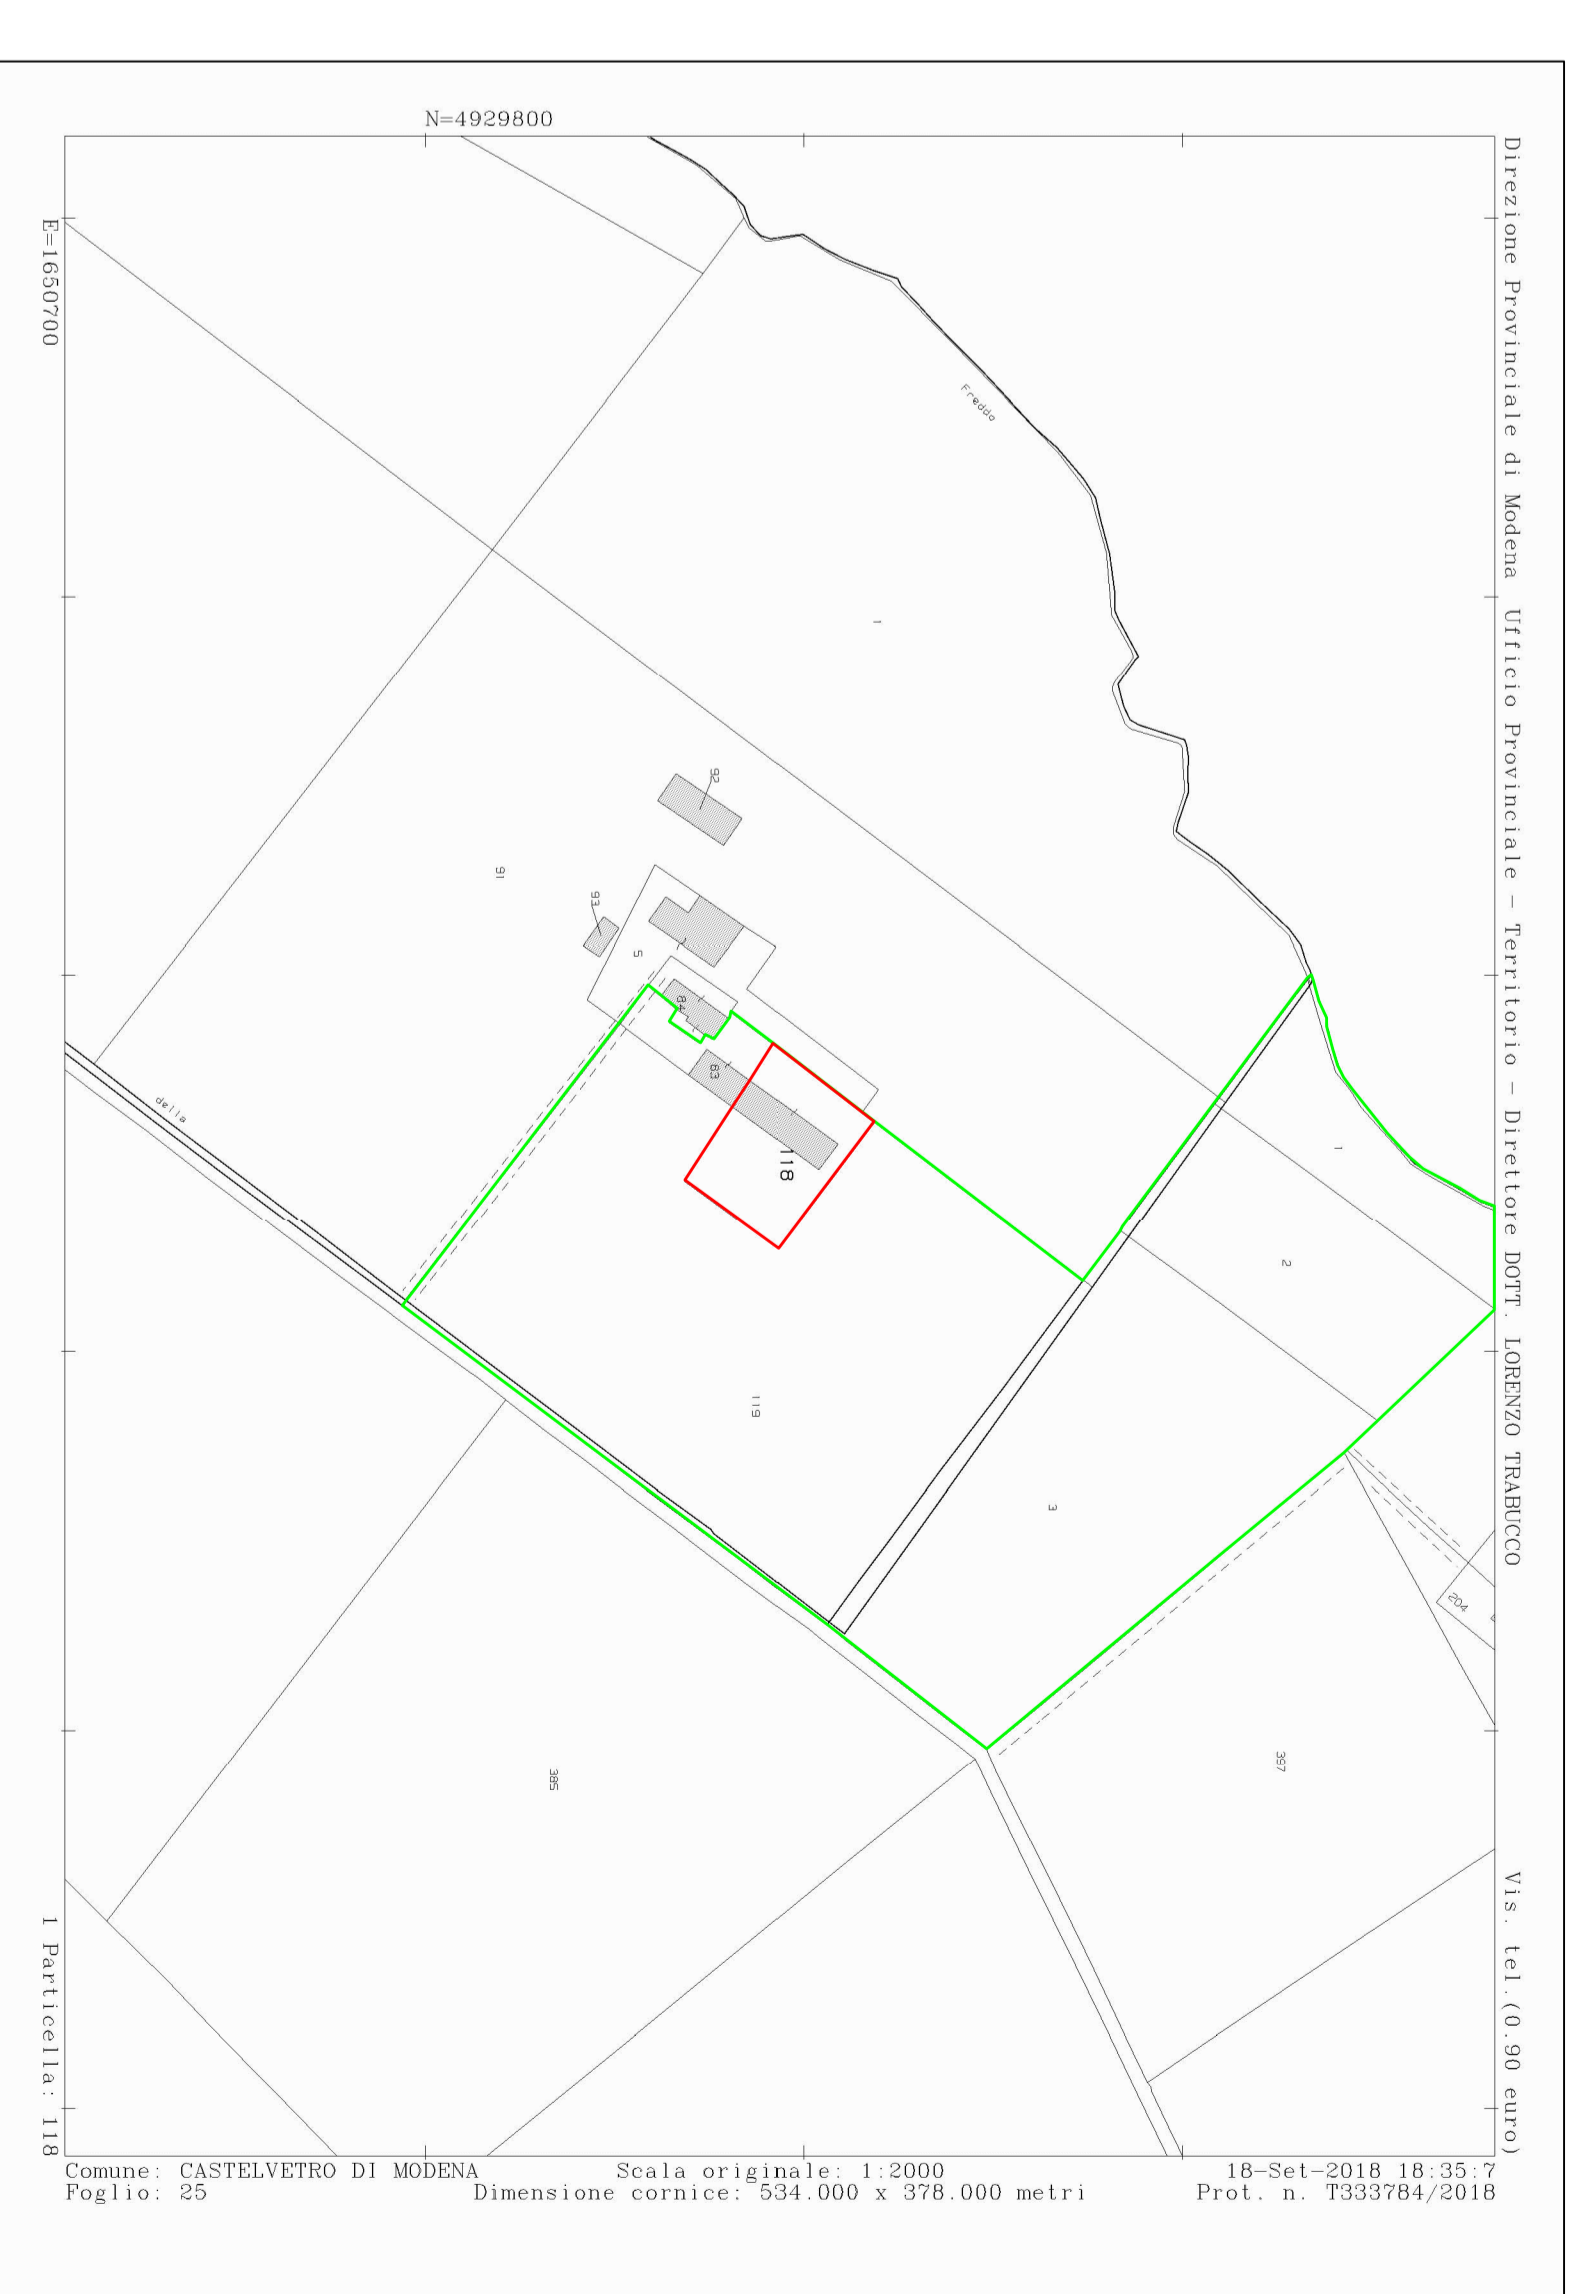 N=4929800
E=1650700
Direzione Provinciale di Modena Ufficio Provinciale - Territorio - Direttore DOTT. LORENZO TRABUCCO
Vis. tel.(0.90 euro)
Freddo
1
92
91
93
5
84
63
118
della
1
2
119
3
204
397
385
1 Particella: 118
Comune: CASTELVETRO DI MODENA
Foglio: 25
Scala originale: 1:2000
Dimensione cornice: 534.000 x 378.000 metri
18-Set-2018 18:35:7
Prot. n. T333784/2018